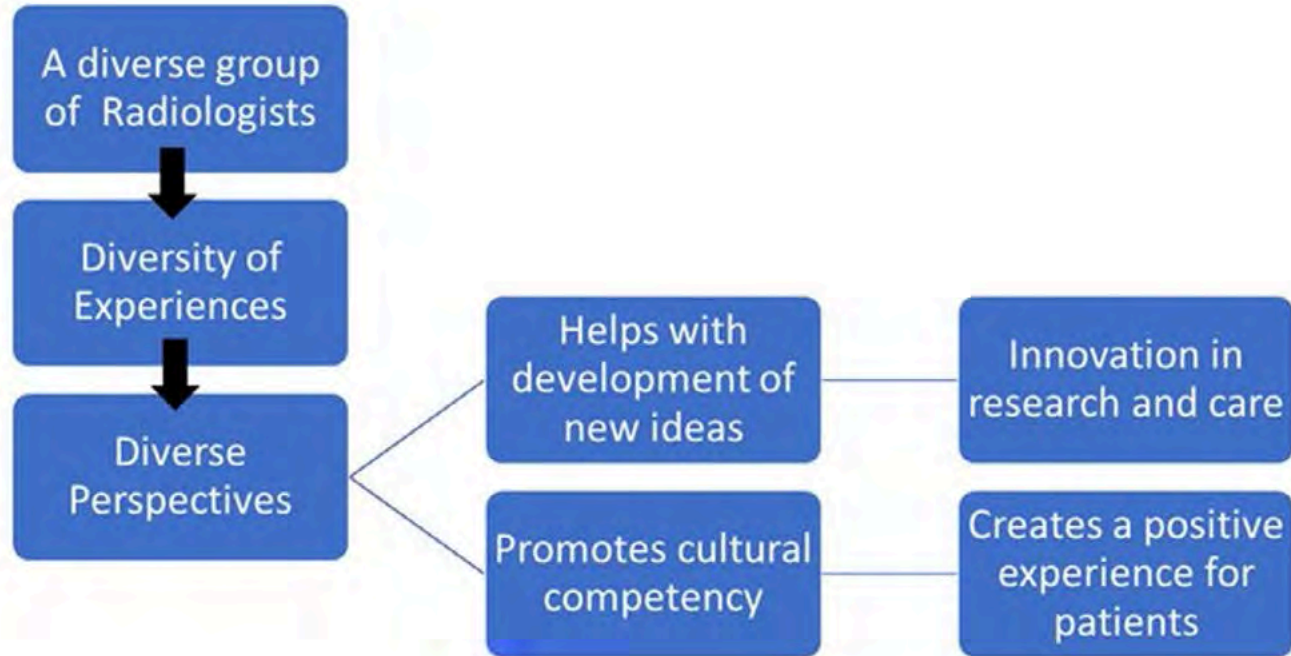 A diverse group
of Radiologists
Diversity of
Experiences
Diverse
Perspectives
Helps with
development of
new ideas
Innovation in
research and care
Promotes cultural
competency
Creates a positive
experience for
patients